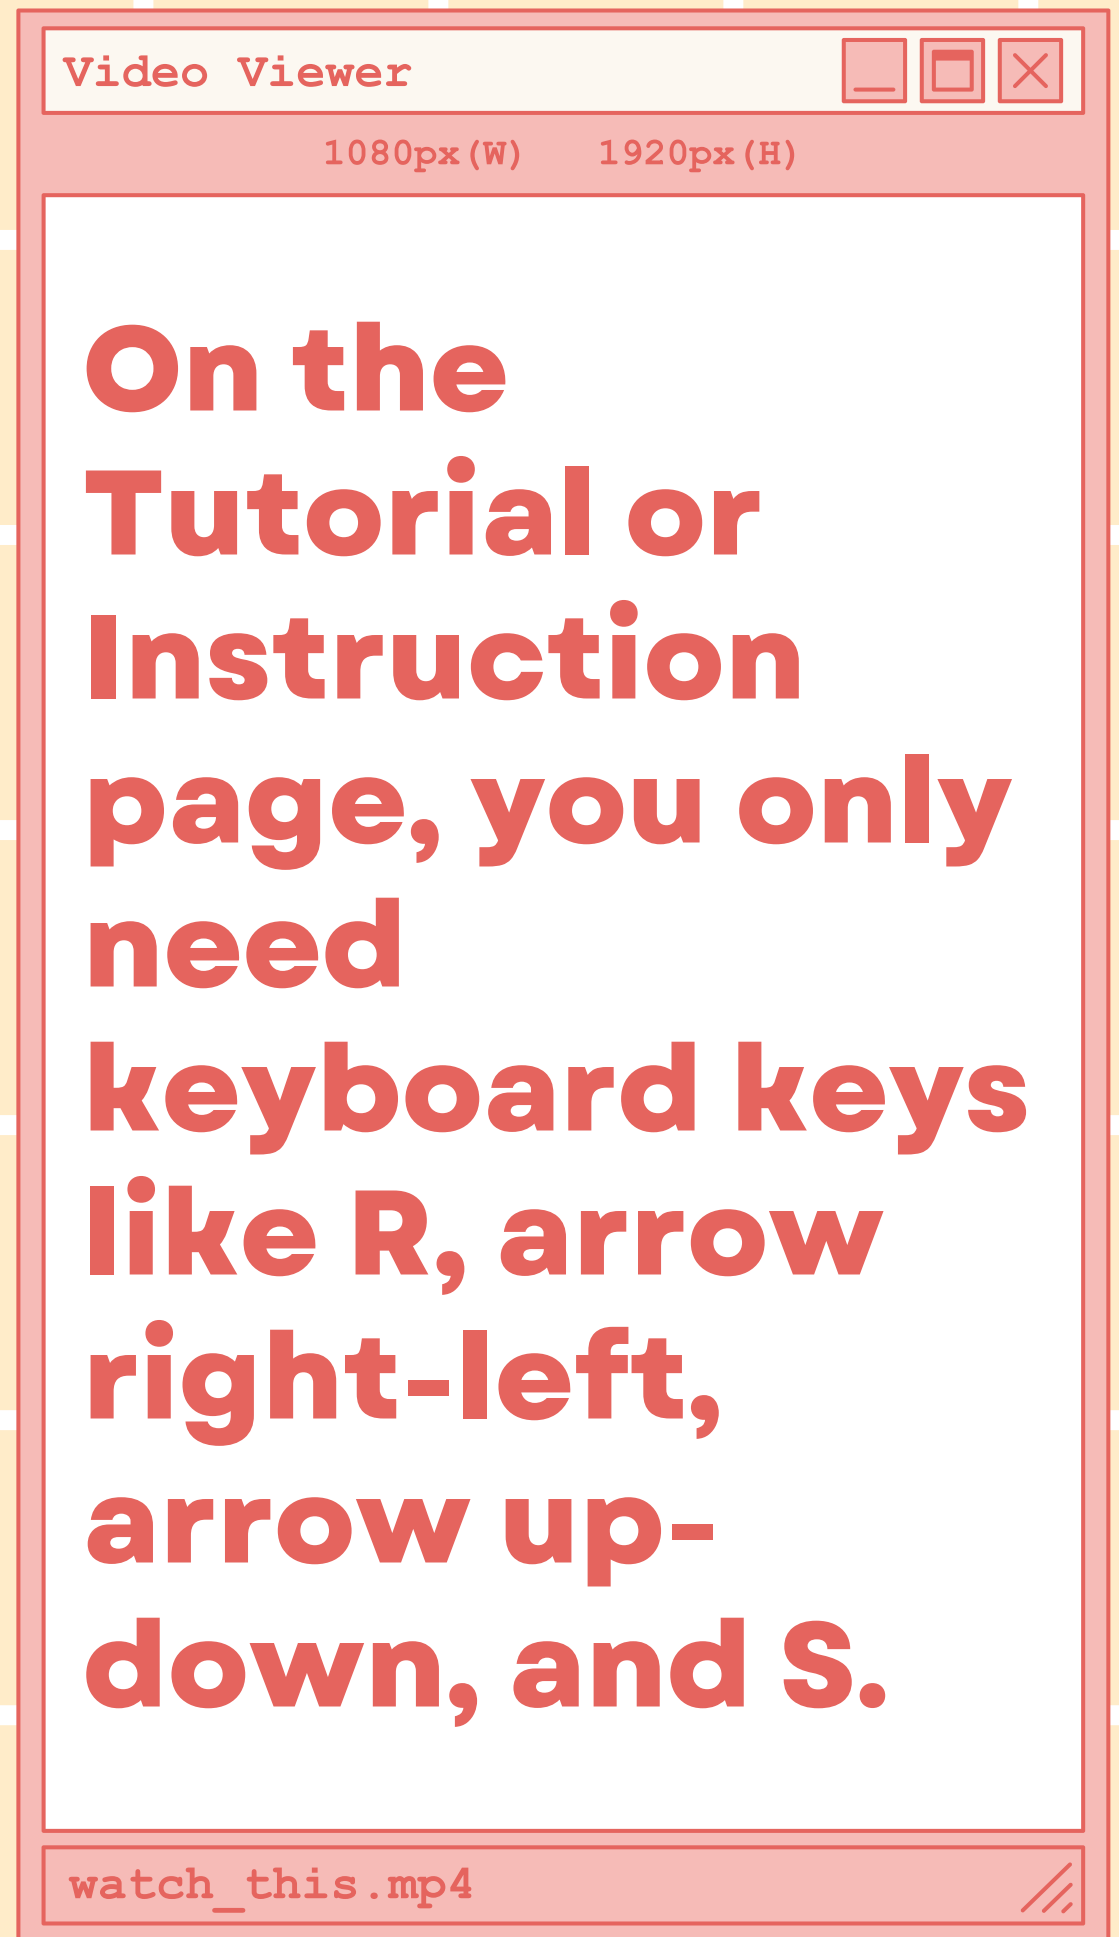 Video Viewer
1080px(W) 1920px(H)
On the
Tutorial or
Instruction
page, you only
need
keyboard keys
like R, arrow
right-left,
arrow up-
down, and S.
watch_this.mp4